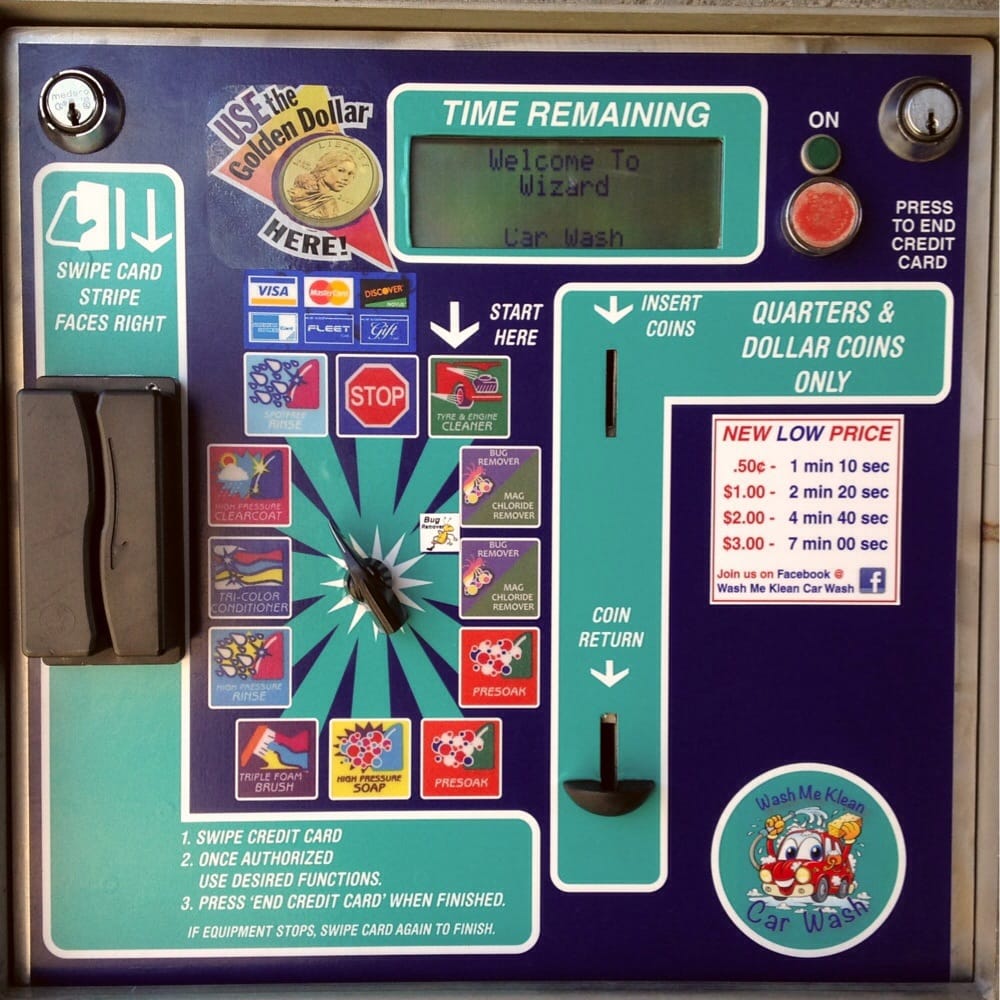 medeco
USE the
Golden Dollar
LIBERTY
HERE!
TIME REMAINING
Welcome To
Wizard
Car Wash
ON
PRESS
TO END
CREDIT
CARD
SWIPE CARD
STRIPE
FACES RIGHT
VISA
MasterCard
DISCOVER
NOVUS
Card
FLEET
Gift
START
HERE
INSERT
COINS
QUARTERS &
DOLLAR COINS
ONLY
SPOTFREE
RINSE
STOP
TYRE & ENGINE
CLEANER
HIGH PRESSURE
CLEARCOAT
BUG
REMOVER
MAG
CHLORIDE
REMOVER
Bug
Remover
TRI-COLOR
CONDITIONER
BUG
REMOVER
MAG
CHLORIDE
REMOVER
HIGH PRESSURE
RINSE
PRESOAK
TRIPLE FOAM™
BRUSH
HIGH PRESSURE
SOAP
PRESOAK
NEW LOW PRICE
.50¢ - 1 min 10 sec
$1.00 - 2 min 20 sec
$2.00 - 4 min 40 sec
$3.00 - 7 min 00 sec
Join us on Facebook @
Wash Me Klean Car Wash
f
COIN
RETURN
1. SWIPE CREDIT CARD
2. ONCE AUTHORIZED
USE DESIRED FUNCTIONS.
3. PRESS 'END CREDIT CARD' WHEN FINISHED.
IF EQUIPMENT STOPS, SWIPE CARD AGAIN TO FINISH.
Wash Me Klean
Car Wash